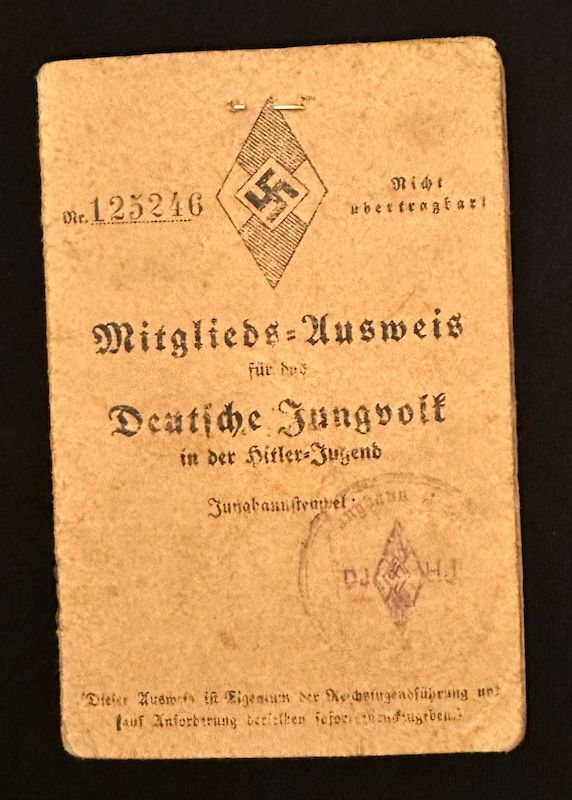 Nr. 125246
Nicht
übertragbar!
Mitglieds=Ausweis
für das
Deutsche Jungvolk
in der Hitler=Jugend
Jungbannstempel:
DJ HJ
Dieser Ausweis ist Eigentum der Reichsjugendführung und
auf Anforderung derselben sofort zurückzugeben.